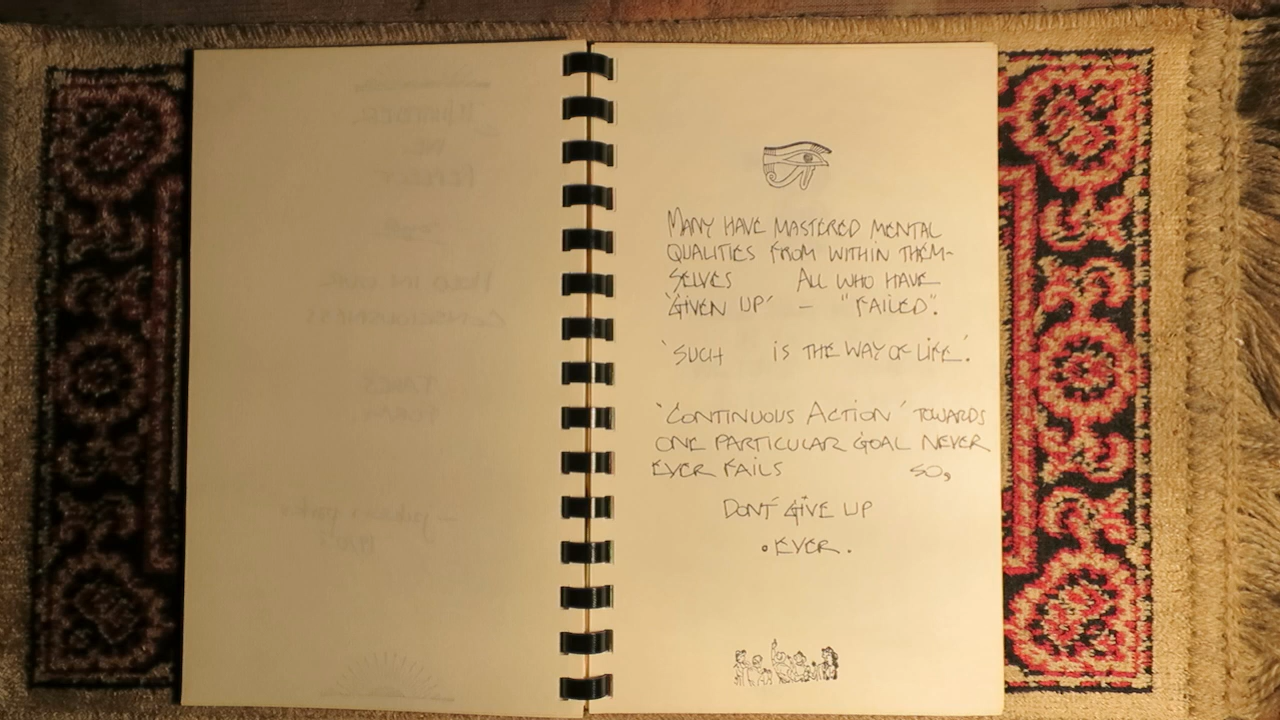 MANY HAVE MASTERED MENTAL
QUALITIES FROM WITHIN THEM-
SELVES ALL WHO HAVE
'GIVEN UP' – "FAILED".
'SUCH IS THE WAY OF LIFE'.
'CONTINUOUS ACTION' TOWARDS
ONE PARTICULAR GOAL NEVER
EVER FAILS SO,
DON'T GIVE UP
. EVER .